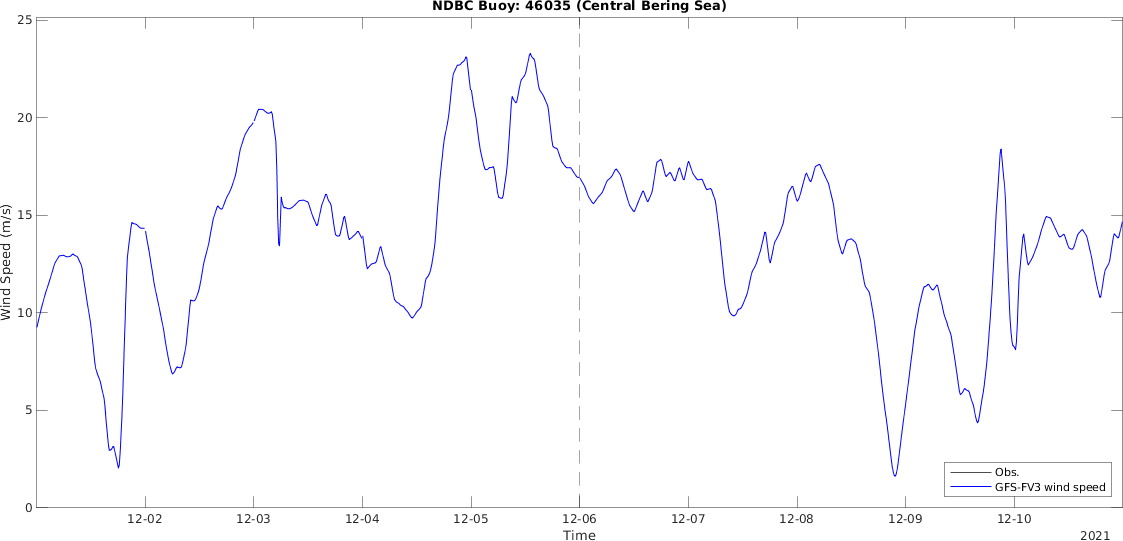 NDBC Buoy: 46035 (Central Bering Sea)
25
20
15
10
5
0
Wind Speed (m/s)
12-02 12-03 12-04 12-05 12-06 12-07 12-08 12-09 12-10
Time
2021
Obs.
GFS-FV3 wind speed